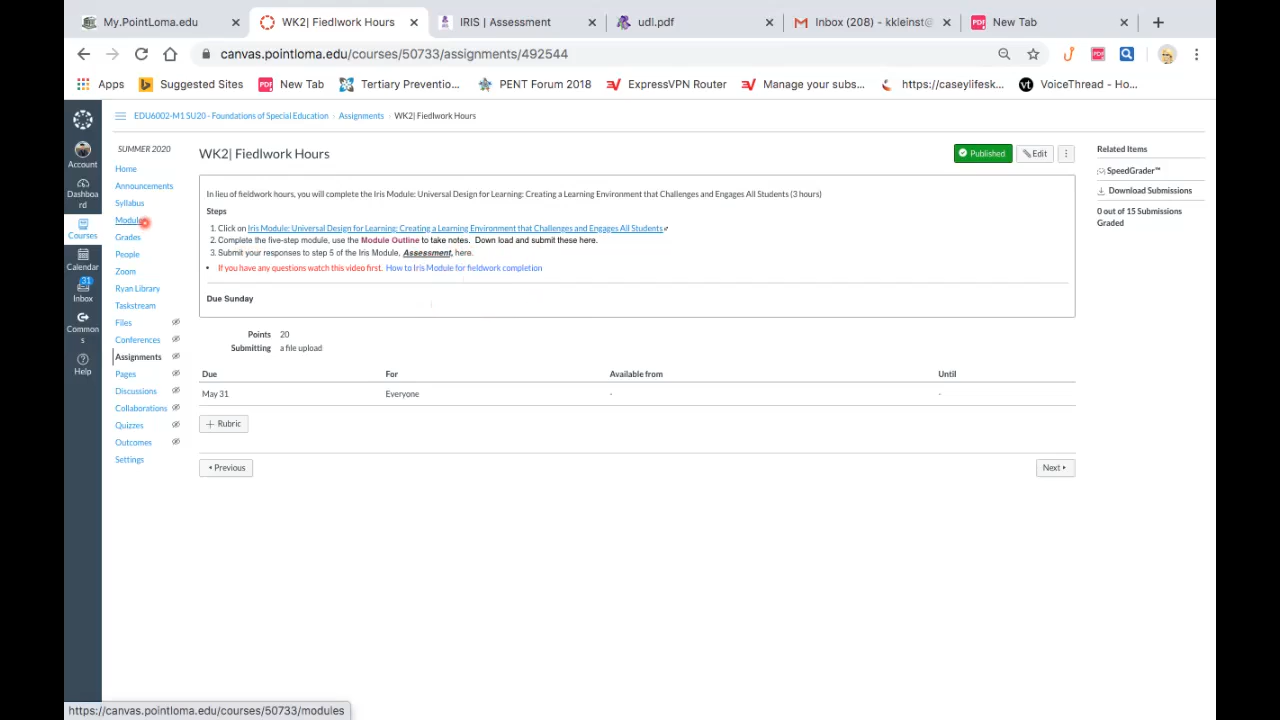 My.PointLoma.edu
WK2| Fiedlwork Hours
IRIS | Assessment
udl.pdf
Inbox (208) - kkleinst@
New Tab
canvas.pointloma.edu/courses/50733/assignments/492544
Apps
Suggested Sites
New Tab
Tertiary Preventio...
PENT Forum 2018
ExpressVPN Router
Manage your subs...
https://caseylifesk...
VoiceThread - Ho...
Account
Dashboa
rd
Courses
Calendar
31
Inbox
Common
s
Help
EDU6002-M1 SU20 - Foundations of Special Education › Assignments › WK2| Fiedlwork Hours
SUMMER 2020
Home
Announcements
Syllabus
Modules
Grades
People
Zoom
Ryan Library
Taskstream
Files
Conferences
Assignments
Pages
Discussions
Collaborations
Quizzes
Outcomes
Settings
WK2| Fiedlwork Hours
Published
Edit
In lieu of fieldwork hours, you will complete the Iris Module: Universal Design for Learning: Creating a Learning Environment that Challenges and Engages All Students (3 hours)
Steps
1. Click on Iris Module: Universal Design for Learning: Creating a Learning Environment that Challenges and Engages All Students
2. Complete the five-step module, use the Module Outline to take notes. Down load and submit these here.
3. Submit your responses to step 5 of the Iris Module, Assessment, here.
• If you have any questions watch this video first. How to Iris Module for fieldwork completion
Due Sunday
Points 20
Submitting a file upload
Due For Available from Until
May 31 Everyone - -
+ Rubric
Previous
Next
Related Items
SpeedGrader™
Download Submissions
0 out of 15 Submissions
Graded
https://canvas.pointloma.edu/courses/50733/modules